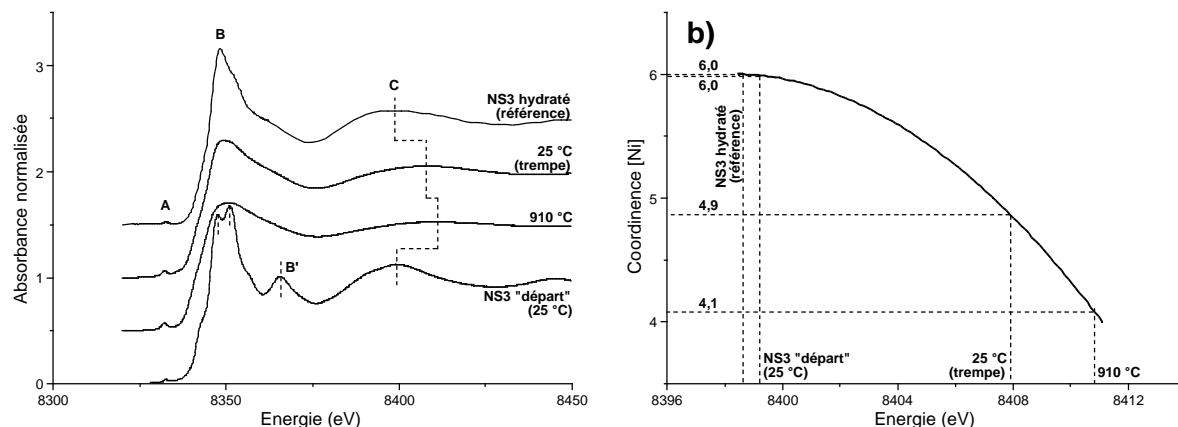 B
C
NS3 hydraté
(référence)
25 °C
(trempe)
A
910 °C
B'
NS3 "départ"
(25 °C)
Absorbance normalisée
3
2
1
0
8300
8350
8400
8450
Energie (eV)
b)
6,0
6,0
NS3 hydraté
(référence)
4,9
4,1
NS3 "départ"
(25 °C)
25 °C
(trempe)
910 °C
Coordinence [Ni]
6
5
4
8396
8400
8404
8408
8412
Energie (eV)